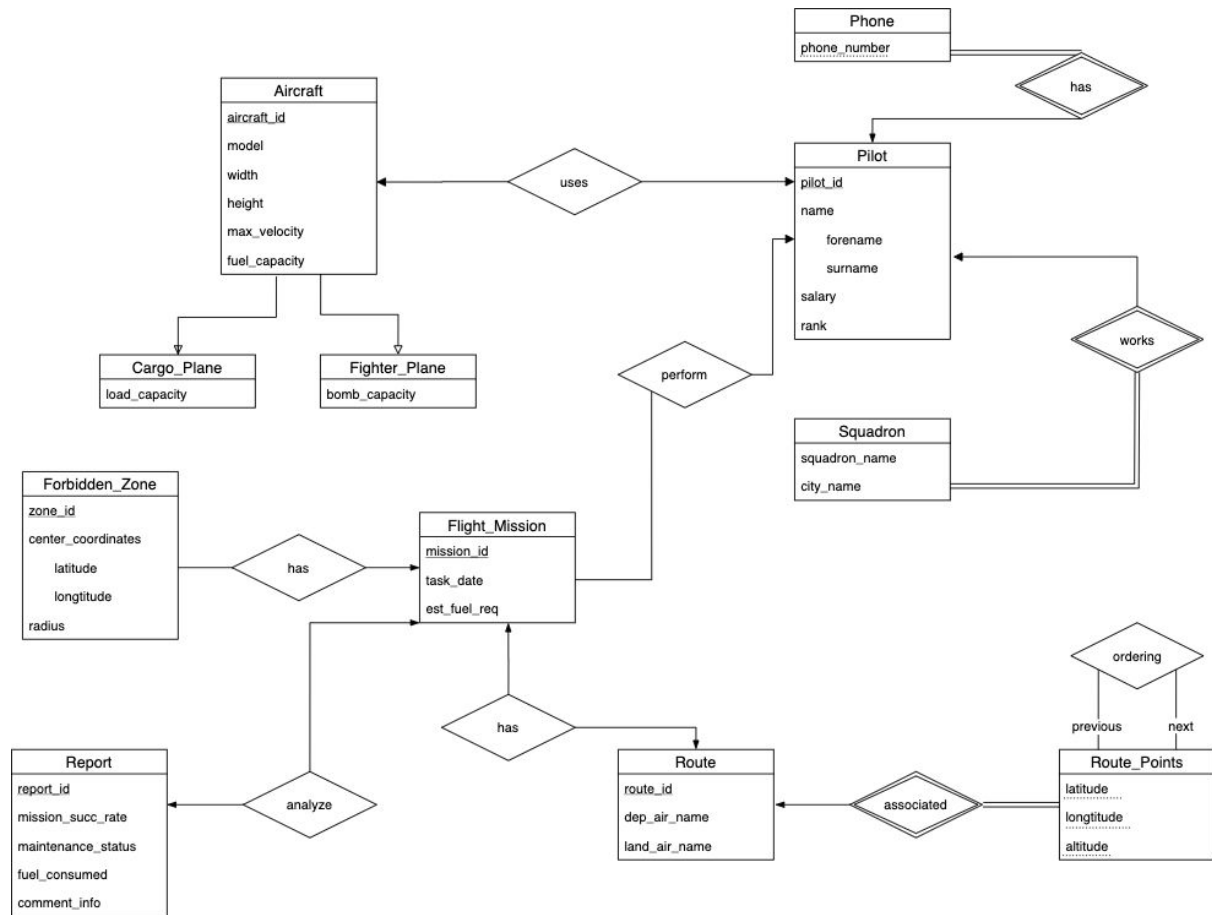 Phone
phone_number
has
Aircraft
aircraft_id
model
width
height
max_velocity
fuel_capacity
uses
Pilot
pilot_id
name
forename
surname
salary
rank
works
Cargo_Plane
load_capacity
Fighter_Plane
bomb_capacity
perform
Squadron
squadron_name
city_name
Forbidden_Zone
zone_id
center_coordinates
latitude
longtitude
radius
has
Flight_Mission
mission_id
task_date
est_fuel_req
ordering
previous
next
has
Report
report_id
mission_succ_rate
maintenance_status
fuel_consumed
comment_info
analyze
Route
route_id
dep_air_name
land_air_name
associated
Route_Points
latitude
longtitude
altitude